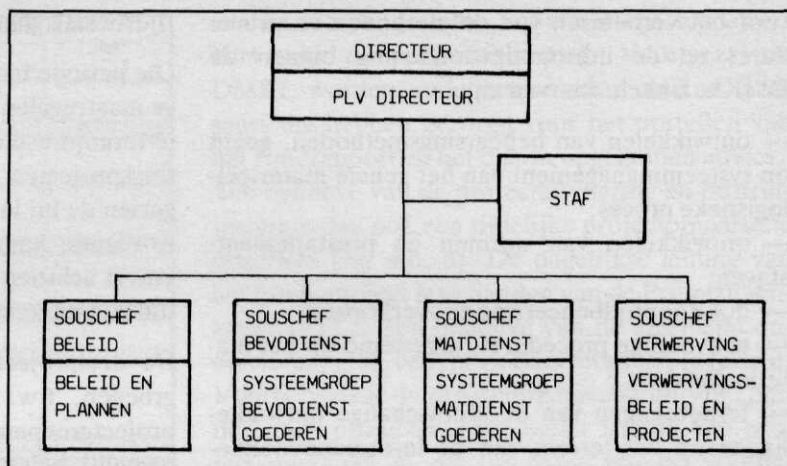 DIRECTEUR
PLV DIRECTEUR
STAF
SOUSCHEF
BELEID
BELEID EN
PLANNEN
SOUSCHEF
BEVODIENST
SYSTEEMGROEP
BEVODIENST
GOEDEREN
SOUSCHEF
MATDIENST
SYSTEEMGROEP
MATDIENST
GOEDEREN
SOUSCHEF
VERWERVING
VERWERVINGS-
BELEID EN
PROJECTEN